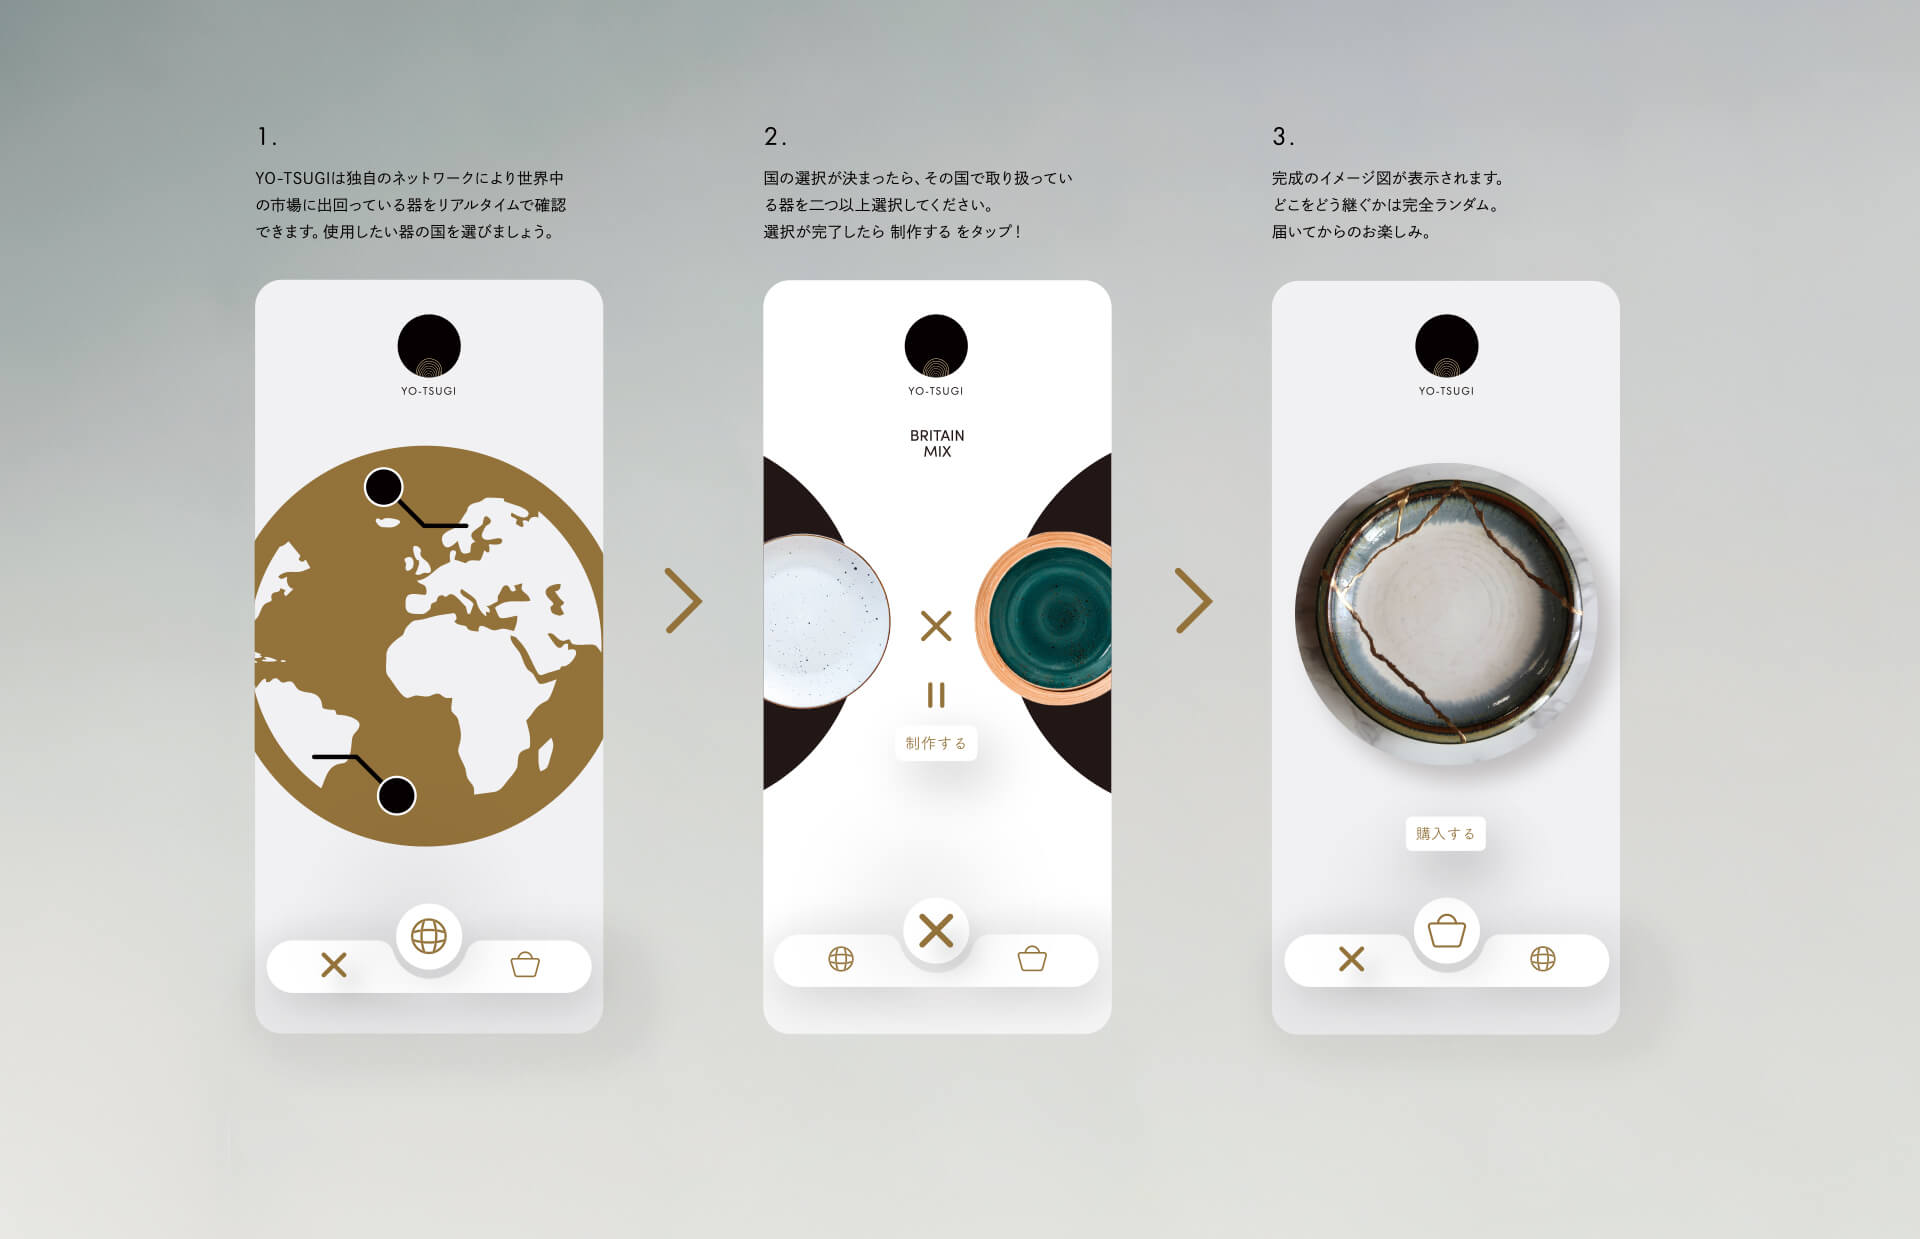 1.
YO-TSUGIは独自のネットワークにより世界中
の市場に出回っている器をリアルタイムで確認
できます。使用したい器の国を選びましょう。
YO-TSUGI
2.
国の選択が決まったら、その国で取り扱ってい
る器を二つ以上選択してください。
選択が完了したら 制作する をタップ！
YO-TSUGI
BRITAIN
MIX
制作する
3.
完成のイメージ図が表示されます。
どこをどう継ぐかは完全ランダム。
届いてからのお楽しみ。
YO-TSUGI
購入する